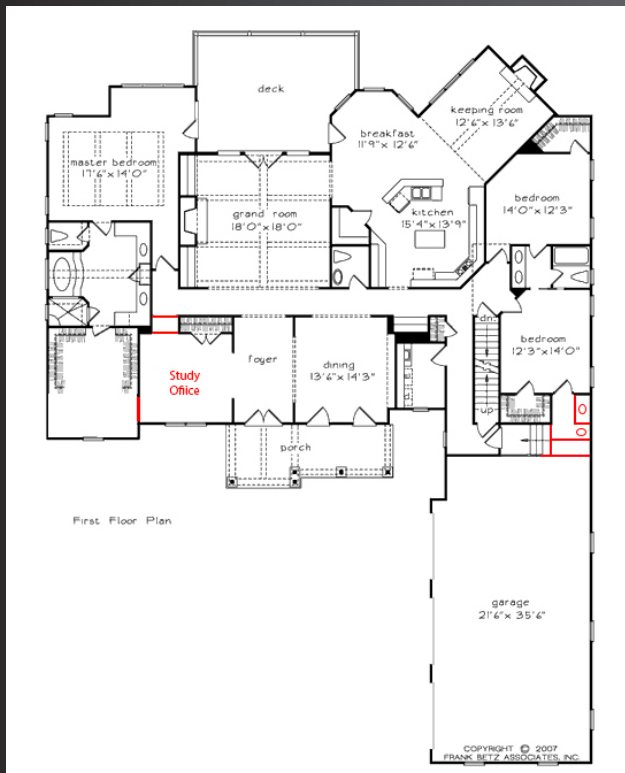 deck
keeping room
12'6" x 13'6"
breakfast
11'9" x 12'6"
master bedroom
17'6" x 14'0"
bedroom
14'0" x 12'3"
grand room
18'0" x 18'0"
kitchen
15'4" x 13'9"
dn.
bedroom
12'3" x 14'0"
Study
Ofiice
foyer
dining
13'6" x 14'3"
up
porch
First Floor Plan
garage
21'6" x 35'6"
COPYRIGHT © 2007
FRANK BETZ ASSOCIATES, INC.